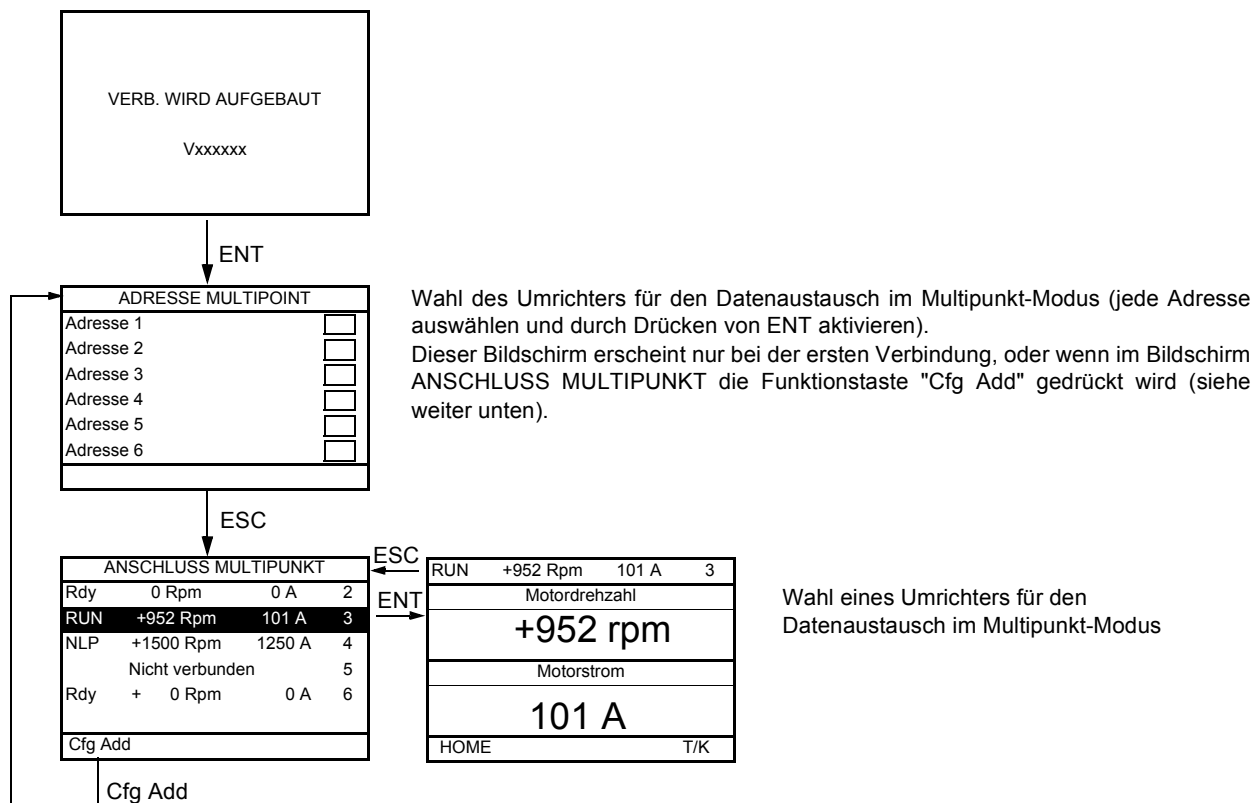 VERB. WIRD AUFGEBAUT
Vxxxxxx
ENT
ADRESSE MULTIPOINT
Adresse 1
Adresse 2
Adresse 3
Adresse 4
Adresse 5
Adresse 6
Wahl des Umrichters für den Datenaustausch im Multipunkt-Modus (jede Adresse
auswählen und durch Drücken von ENT aktivieren).
Dieser Bildschirm erscheint nur bei der ersten Verbindung, oder wenn im Bildschirm
ANSCHLUSS MULTIPUNKT die Funktionstaste "Cfg Add" gedrückt wird (siehe
weiter unten).
ESC
ANSCHLUSS MULTIPUNKT
Rdy 0 Rpm 0 A 2
RUN +952 Rpm 101 A 3
NLP +1500 Rpm 1250 A 4
Nicht verbunden 5
Rdy + 0 Rpm 0 A 6
Cfg Add
ESC
ENT
RUN +952 Rpm 101 A 3
Motordrehzahl
+952 rpm
Motorstrom
101 A
HOME T/K
Wahl eines Umrichters für den
Datenaustausch im Multipunkt-Modus
Cfg Add